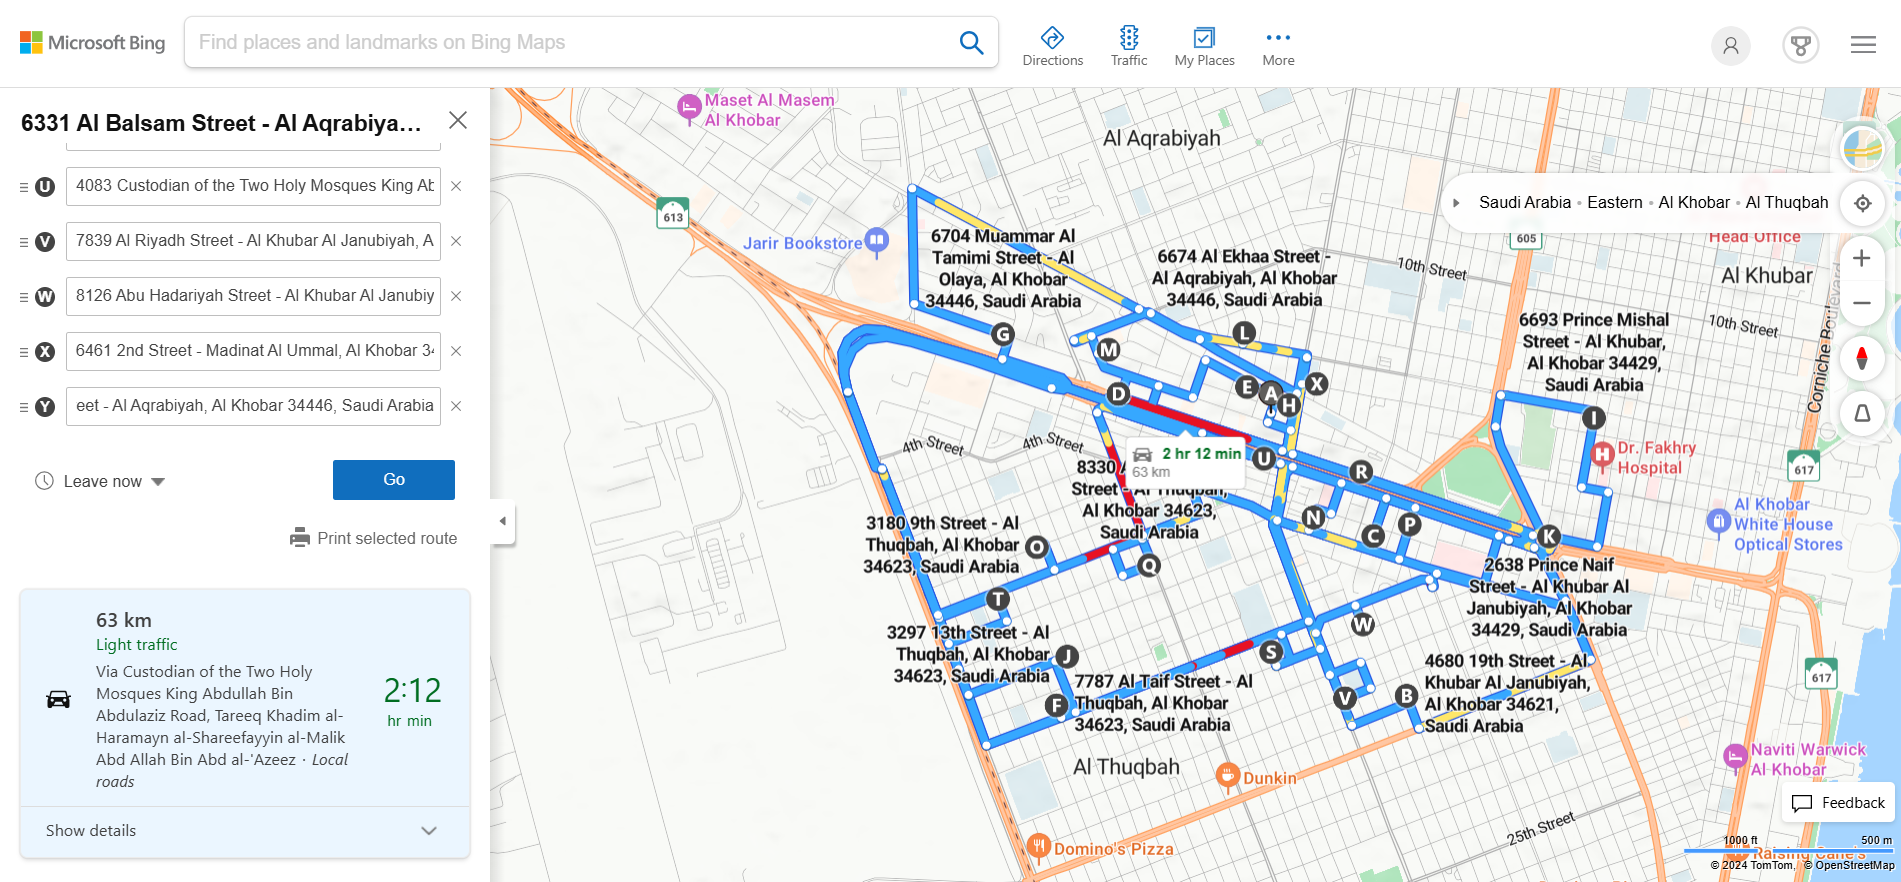 Microsoft Bing
Find places and landmarks on Bing Maps
Directions
Traffic
My Places
More
6331 Al Balsam Street - Al Aqrabiya...
U
4083 Custodian of the Two Holy Mosques King Ab
V
7839 Al Riyadh Street - Al Khubar Al Janubiyah, A
W
8126 Abu Hadariyah Street - Al Khubar Al Janubiy
X
6461 2nd Street - Madinat Al Ummal, Al Khobar 34
Y
eet - Al Aqrabiyah, Al Khobar 34446, Saudi Arabia
Leave now
Go
Print selected route
63 km
Light traffic
Via Custodian of the Two Holy
Mosques King Abdullah Bin
Abdulaziz Road, Tareeq Khadim al-
Haramayn al-Shareefayyin al-Malik
Abd Allah Bin Abd al-'Azeez · Local
roads
2:12
hr min
Show details
Maset Al Masem
Al Khobar
Al Aqrabiyah
613
Jarir Bookstore
6704 Muammar Al
Tamimi Street - Al
Olaya, Al Khobar
34446, Saudi Arabia
6674 Al Ekhaa Street -
Al Aqrabiyah, Al Khobar
34446, Saudi Arabia
Saudi Arabia · Eastern · Al Khobar · Al Thuqbah
605
Head Office
10th Street
Al Khubar
10th Street
6693 Prince Mishal
Street - Al Khubar,
Al Khobar 34429,
Saudi Arabia
G
L
M
E
A
H
X
D
I
Dr. Fakhry
Hospital
4th Street
4th Street
2 hr 12 min
63 km
U
R
617
8330
Street - Al Thuqbah,
Al Khobar 34623,
Saudi Arabia
Al Khobar
White House
Optical Stores
3180 9th Street - Al
Thuqbah, Al Khobar
34623, Saudi Arabia
O
Q
N
C
P
K
2638 Prince Naif
Street - Al Khubar Al
Janubiyah, Al Khobar
34429, Saudi Arabia
T
W
3297 13th Street - Al
Thuqbah, Al Khobar
34623, Saudi Arabia
J
S
4680 19th Street - Al
Khubar Al Janubiyah,
Al Khobar 34621,
Saudi Arabia
617
7787 Al Taif Street - Al
Thuqbah, Al Khobar
34623, Saudi Arabia
F
V
B
Al Thuqbah
Dunkin
Naviti Warwick
Al Khobar
Feedback
25th Street
Domino's Pizza
1000 ft
500 m
Raising Cane's
© 2024 TomTom, © OpenStreetMap